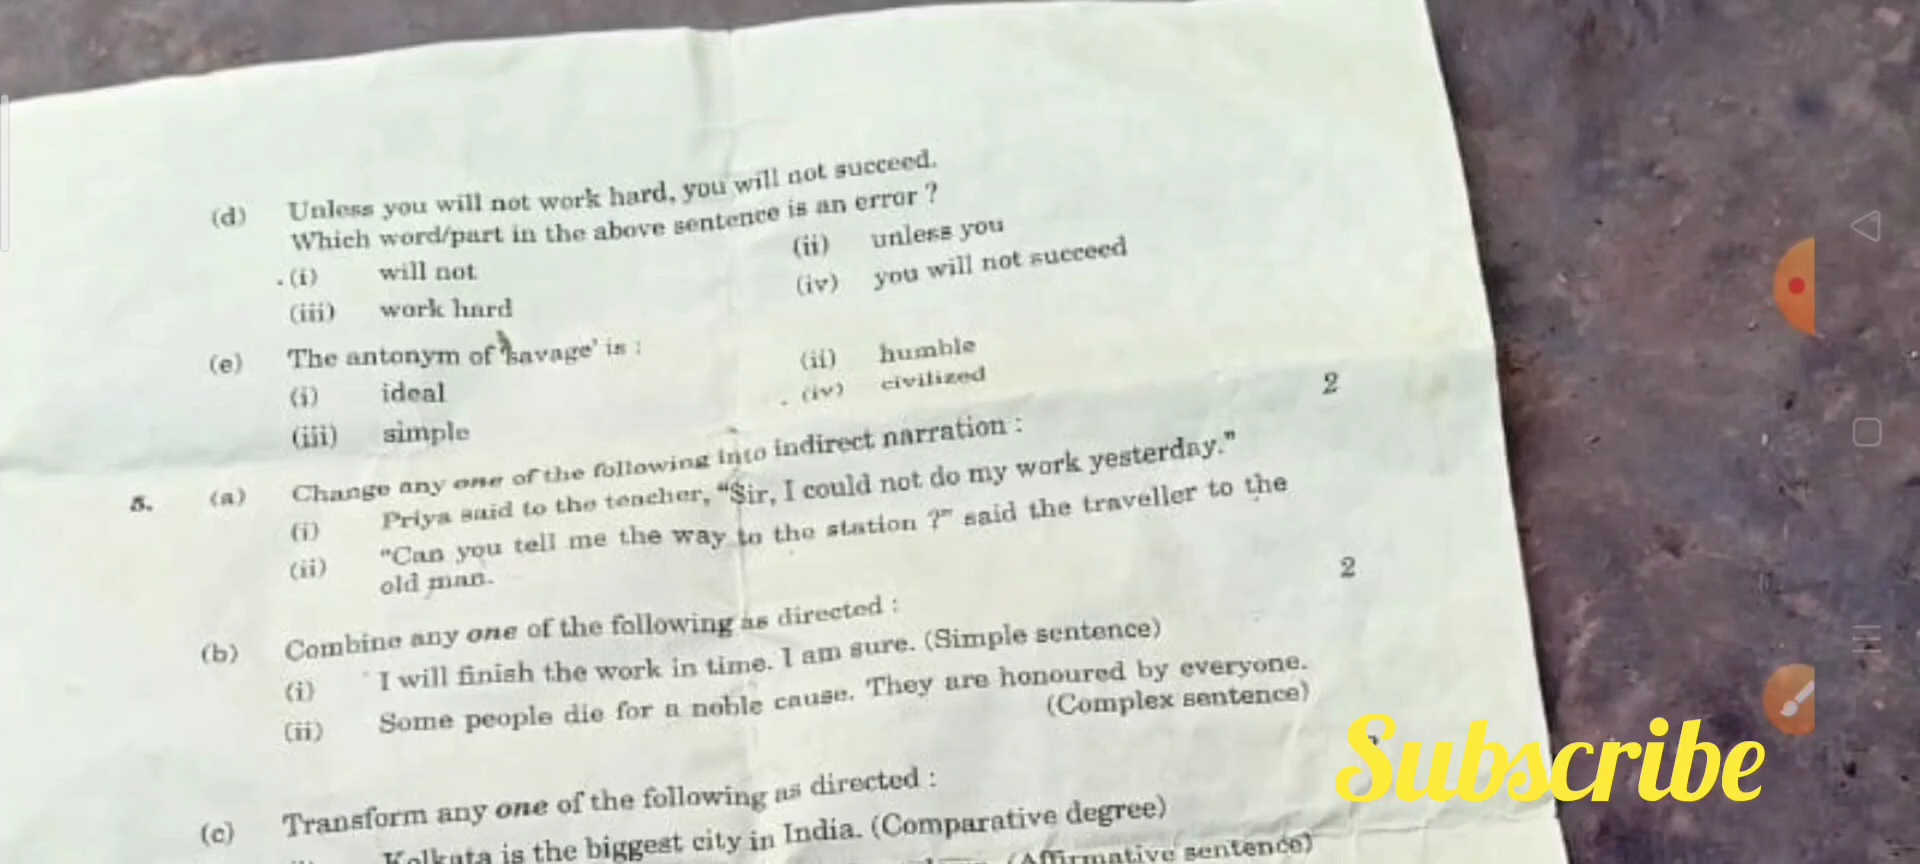 (d) Unless you will not work hard, you will not succeed.
Which word/part in the above sentence is an error ?
(i) will not (ii) unless you
(iii) work hard (iv) you will not succeed
(e) The antonym of 'savage' is :
(i) ideal (ii) humble
(iii) simple (iv) civilized
5. (a) Change any one of the following into indirect narration : 2
(i) Priya said to the teacher, "Sir, I could not do my work yesterday."
(ii) "Can you tell me the way to the station ?" said the traveller to the
old man.
(b) Combine any one of the following as directed : 2
(i) I will finish the work in time. I am sure. (Simple sentence)
(ii) Some people die for a noble cause. They are honoured by everyone.
(Complex sentence)
(c) Transform any one of the following as directed :
Kolkata is the biggest city in India. (Comparative degree)
(Affirmative sentence)
Subscribe